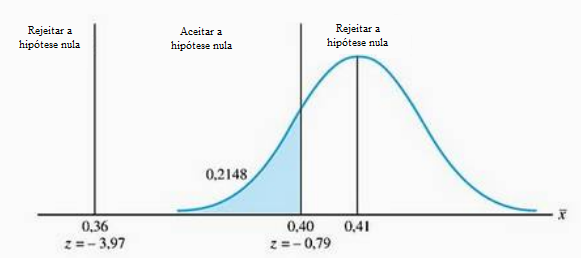 Rejeitar a
hipótese nula
Aceitar a
hipótese nula
Rejeitar a
hipótese nula
0,2148
0,36
z = – 3,97
0,40
z = – 0,79
0,41
x̄